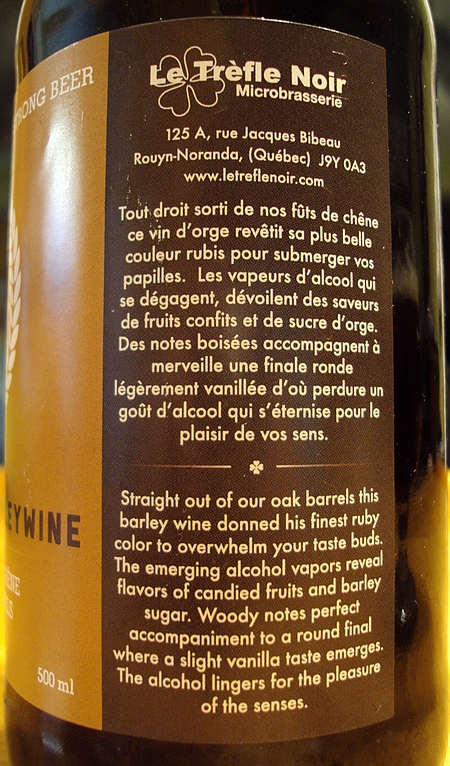 Le Trèfle Noir
Microbrasserie
125 A, rue Jacques Bibeau
Rouyn-Noranda, (Québec) J9Y 0A3
www.letreflenoir.com
Tout droit sorti de nos fûts de chêne
ce vin d'orge revêtit sa plus belle
couleur rubis pour submerger vos
papilles. Les vapeurs d'alcool qui
se dégagent, dévoilent des saveurs
de fruits confits et de sucre d'orge.
Des notes boisées accompagnent à
merveille une finale ronde
légèrement vanillée d'où perdure un
goût d'alcool qui s'éternise pour le
plaisir de vos sens.
Straight out of our oak barrels this
barley wine donned his finest ruby
color to overwhelm your taste buds.
The emerging alcohol vapors reveal
flavors of candied fruits and barley
sugar. Woody notes perfect
accompaniment to a round final
where a slight vanilla taste emerges.
The alcohol lingers for the pleasure
of the senses.
BEER
500 ml